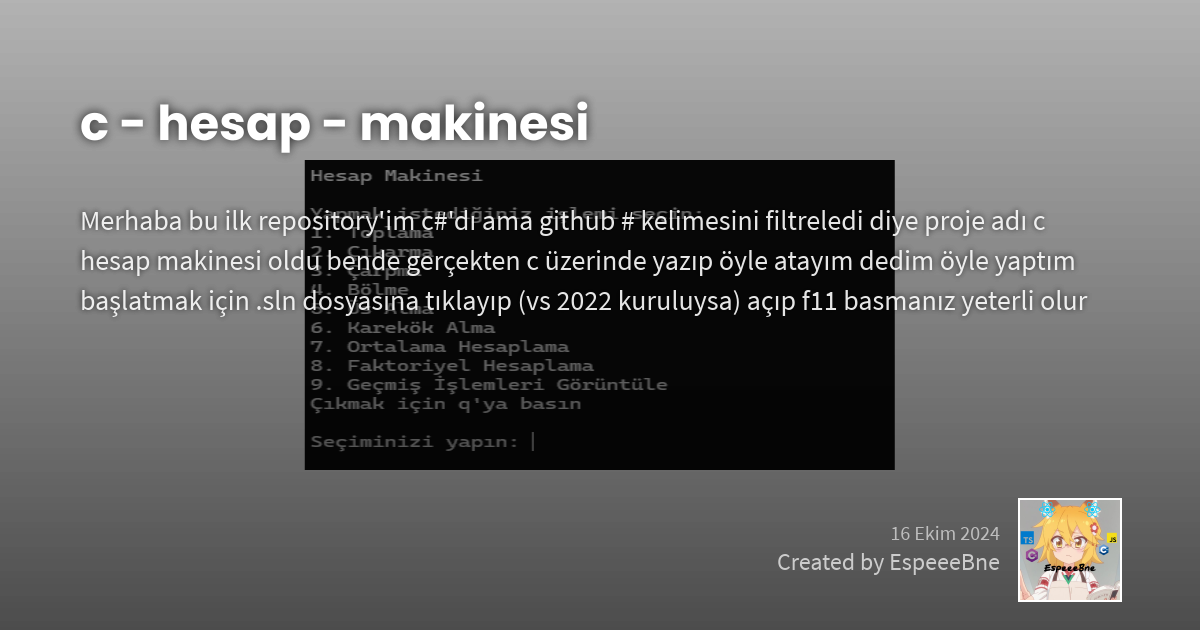 c - hesap - makinesi
Merhaba bu ilk repository'im c#'dı ama github # kelimesini filtreledi diye proje adı c
hesap makinesi oldu bende gerçekten c üzerinde yazıp öyle atayım dedim öyle yaptım
başlatmak için .sln dosyasına tıklayıp (vs 2022 kuruluysa) açıp f11 basmanız yeterli olur
Hesap Makinesi
Yapmak istediğiniz işlemi seçin:
1. Toplama
2. Çıkarma
3. Çarpma
4. Bölme
5. Üs Alma
6. Karekök Alma
7. Ortalama Hesaplama
8. Faktoriyel Hesaplama
9. Geçmiş İşlemleri Görüntüle
Çıkmak için q'ya basın
Seçiminizi yapın:
16 Ekim 2024
Created by EspeeeBne
TS
JS
EspeeeBne